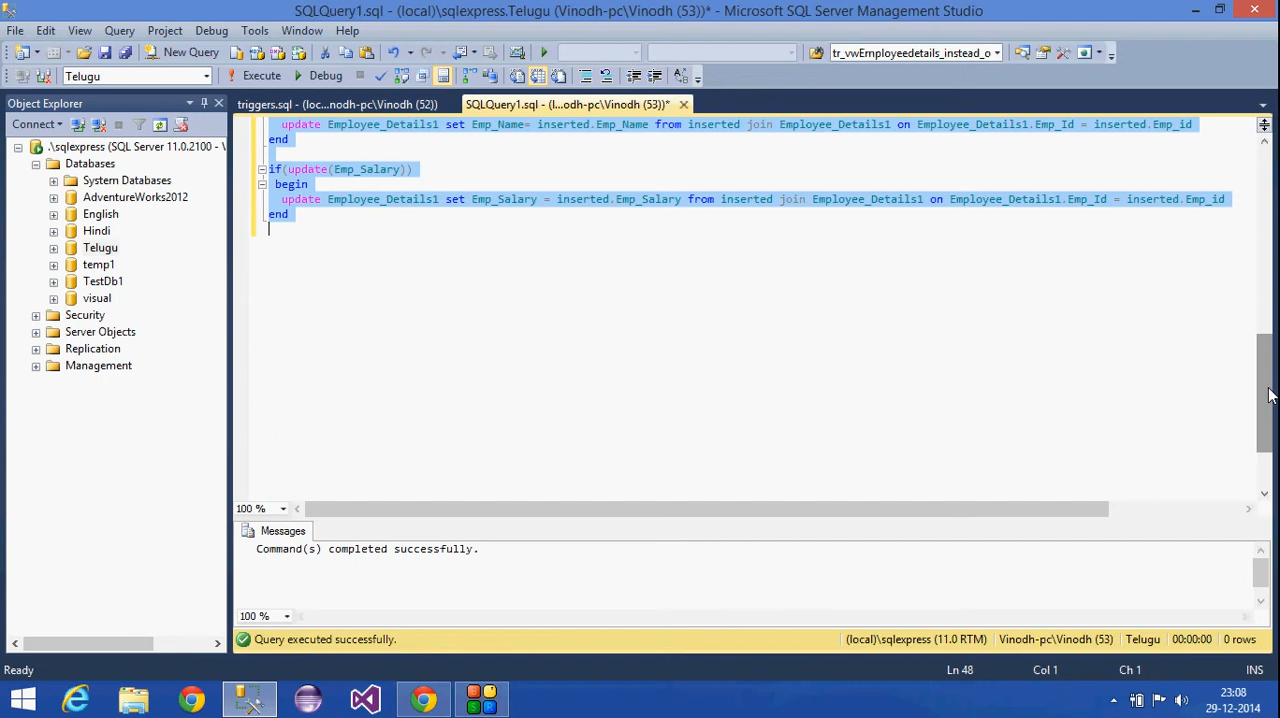 SQLQuery1.sql - (local)\sqlexpress.Telugu (Vinodh-pc\Vinodh (53))* - Microsoft SQL Server Management Studio
File Edit View Query Project Debug Tools Window Help
New Query tr_vwEmployeedetails_instead_o
Telugu Execute Debug
Object Explorer
triggers.sql - (loc...nodh-pc\Vinodh (52)) SQLQuery1.sql - (l...odh-pc\Vinodh (53))*
Connect
.\sqlexpress (SQL Server 11.0.2100 - \
Databases
System Databases
AdventureWorks2012
English
Hindi
Telugu
temp1
TestDb1
visual
Security
Server Objects
Replication
Management
update Employee_Details1 set Emp_Name= inserted.Emp_Name from inserted join Employee_Details1 on Employee_Details1.Emp_Id = inserted.Emp_id
end
if(update(Emp_Salary))
begin
update Employee_Details1 set Emp_Salary = inserted.Emp_Salary from inserted join Employee_Details1 on Employee_Details1.Emp_Id = inserted.Emp_id
end
100 %
Messages
Command(s) completed successfully.
100 %
Query executed successfully. (local)\sqlexpress (11.0 RTM) Vinodh-pc\Vinodh (53) Telugu 00:00:00 0 rows
Ready Ln 48 Col 1 Ch 1 INS
23:08
29-12-2014